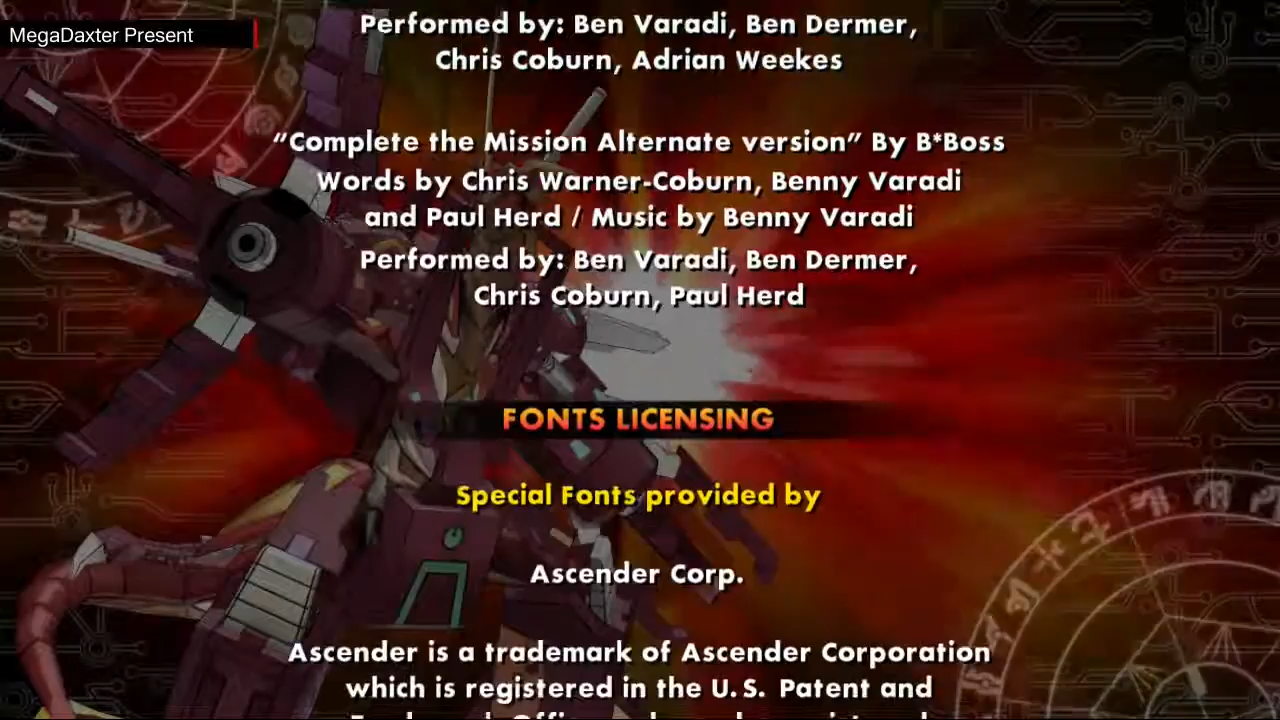 MegaDaxter Present
Performed by: Ben Varadi, Ben Dermer,
Chris Coburn, Adrian Weekes
“Complete the Mission Alternate version” By B*Boss
Words by Chris Warner-Coburn, Benny Varadi
and Paul Herd / Music by Benny Varadi
Performed by: Ben Varadi, Ben Dermer,
Chris Coburn, Paul Herd
FONTS LICENSING
Special Fonts provided by
Ascender Corp.
Ascender is a trademark of Ascender Corporation
which is registered in the U.S. Patent and